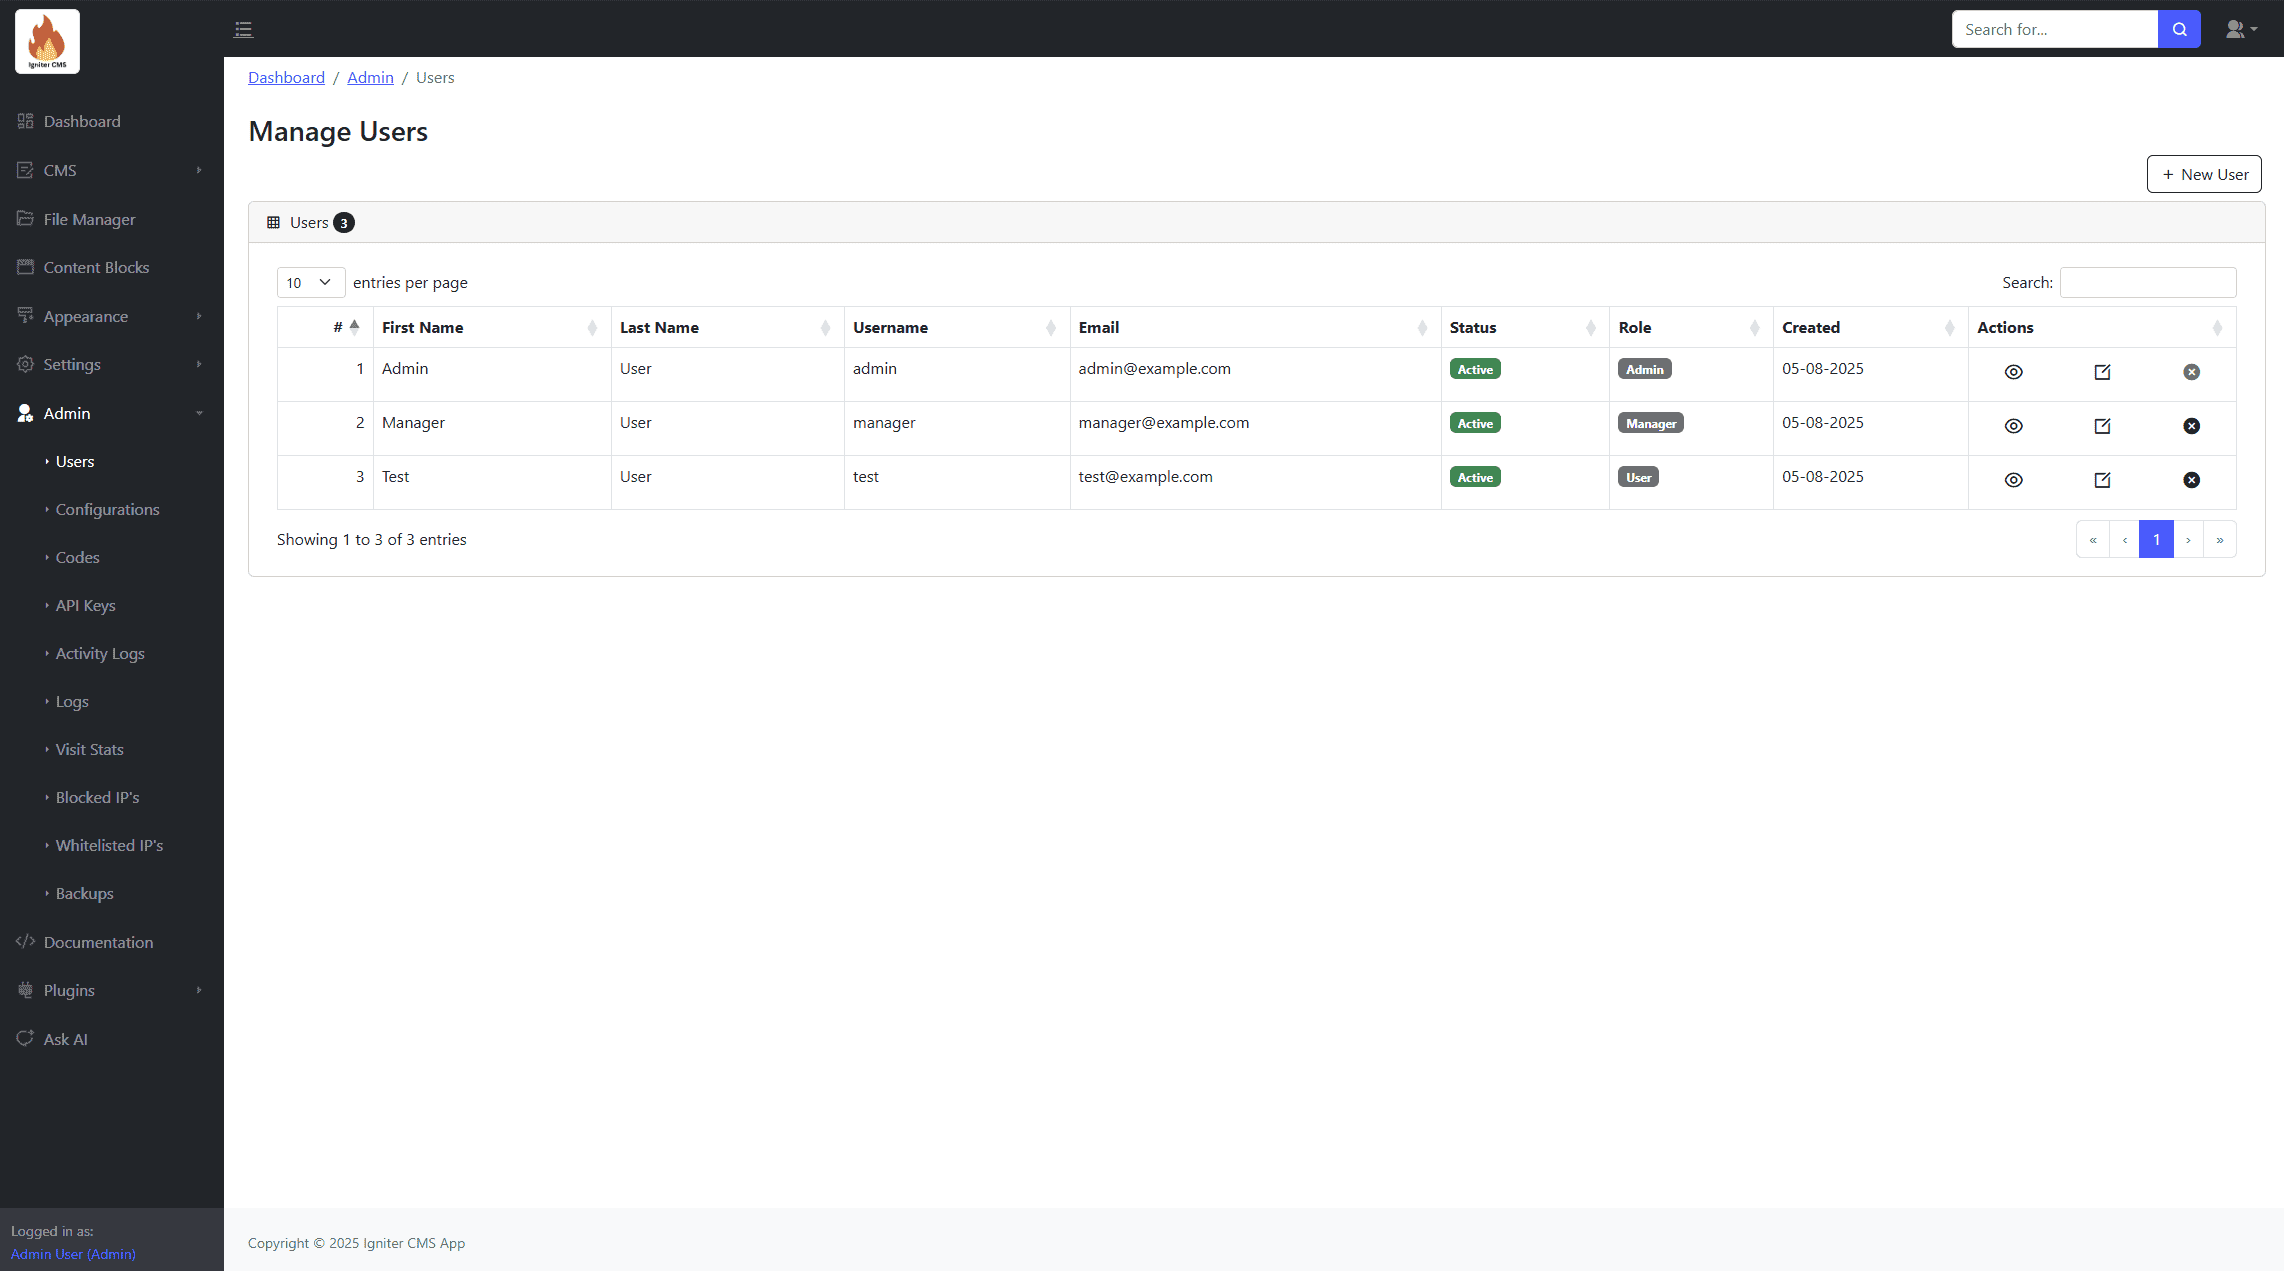 Igniter CMS
Search for...
Dashboard / Admin / Users
Manage Users
+ New User
Users 3
10 entries per page Search:
# First Name Last Name Username Email Status Role Created Actions
1 Admin User admin admin@example.com Active Admin 05-08-2025
2 Manager User manager manager@example.com Active Manager 05-08-2025
3 Test User test test@example.com Active User 05-08-2025
Showing 1 to 3 of 3 entries « ‹ 1 › »
Dashboard
CMS
File Manager
Content Blocks
Appearance
Settings
Admin
Users
Configurations
Codes
API Keys
Activity Logs
Logs
Visit Stats
Blocked IP's
Whitelisted IP's
Backups
Documentation
Plugins
Ask AI
Logged in as:
Admin User (Admin)
Copyright © 2025 Igniter CMS App